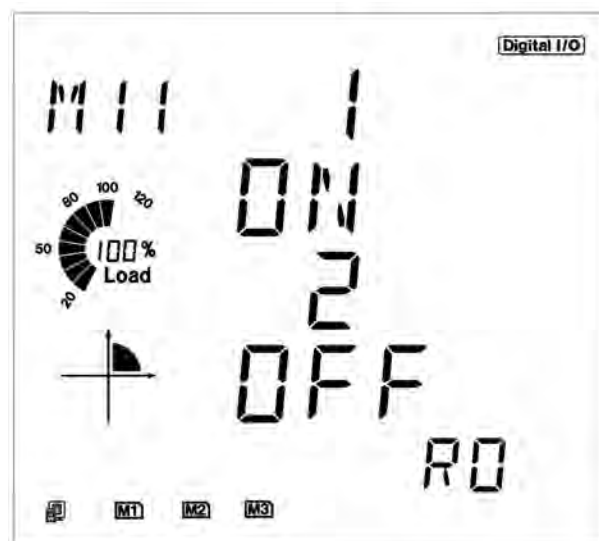 Digital I/O
M11 1
ON
80 100 120
50 100%
Load
20
2
OFF
RO
M1 M2 M3